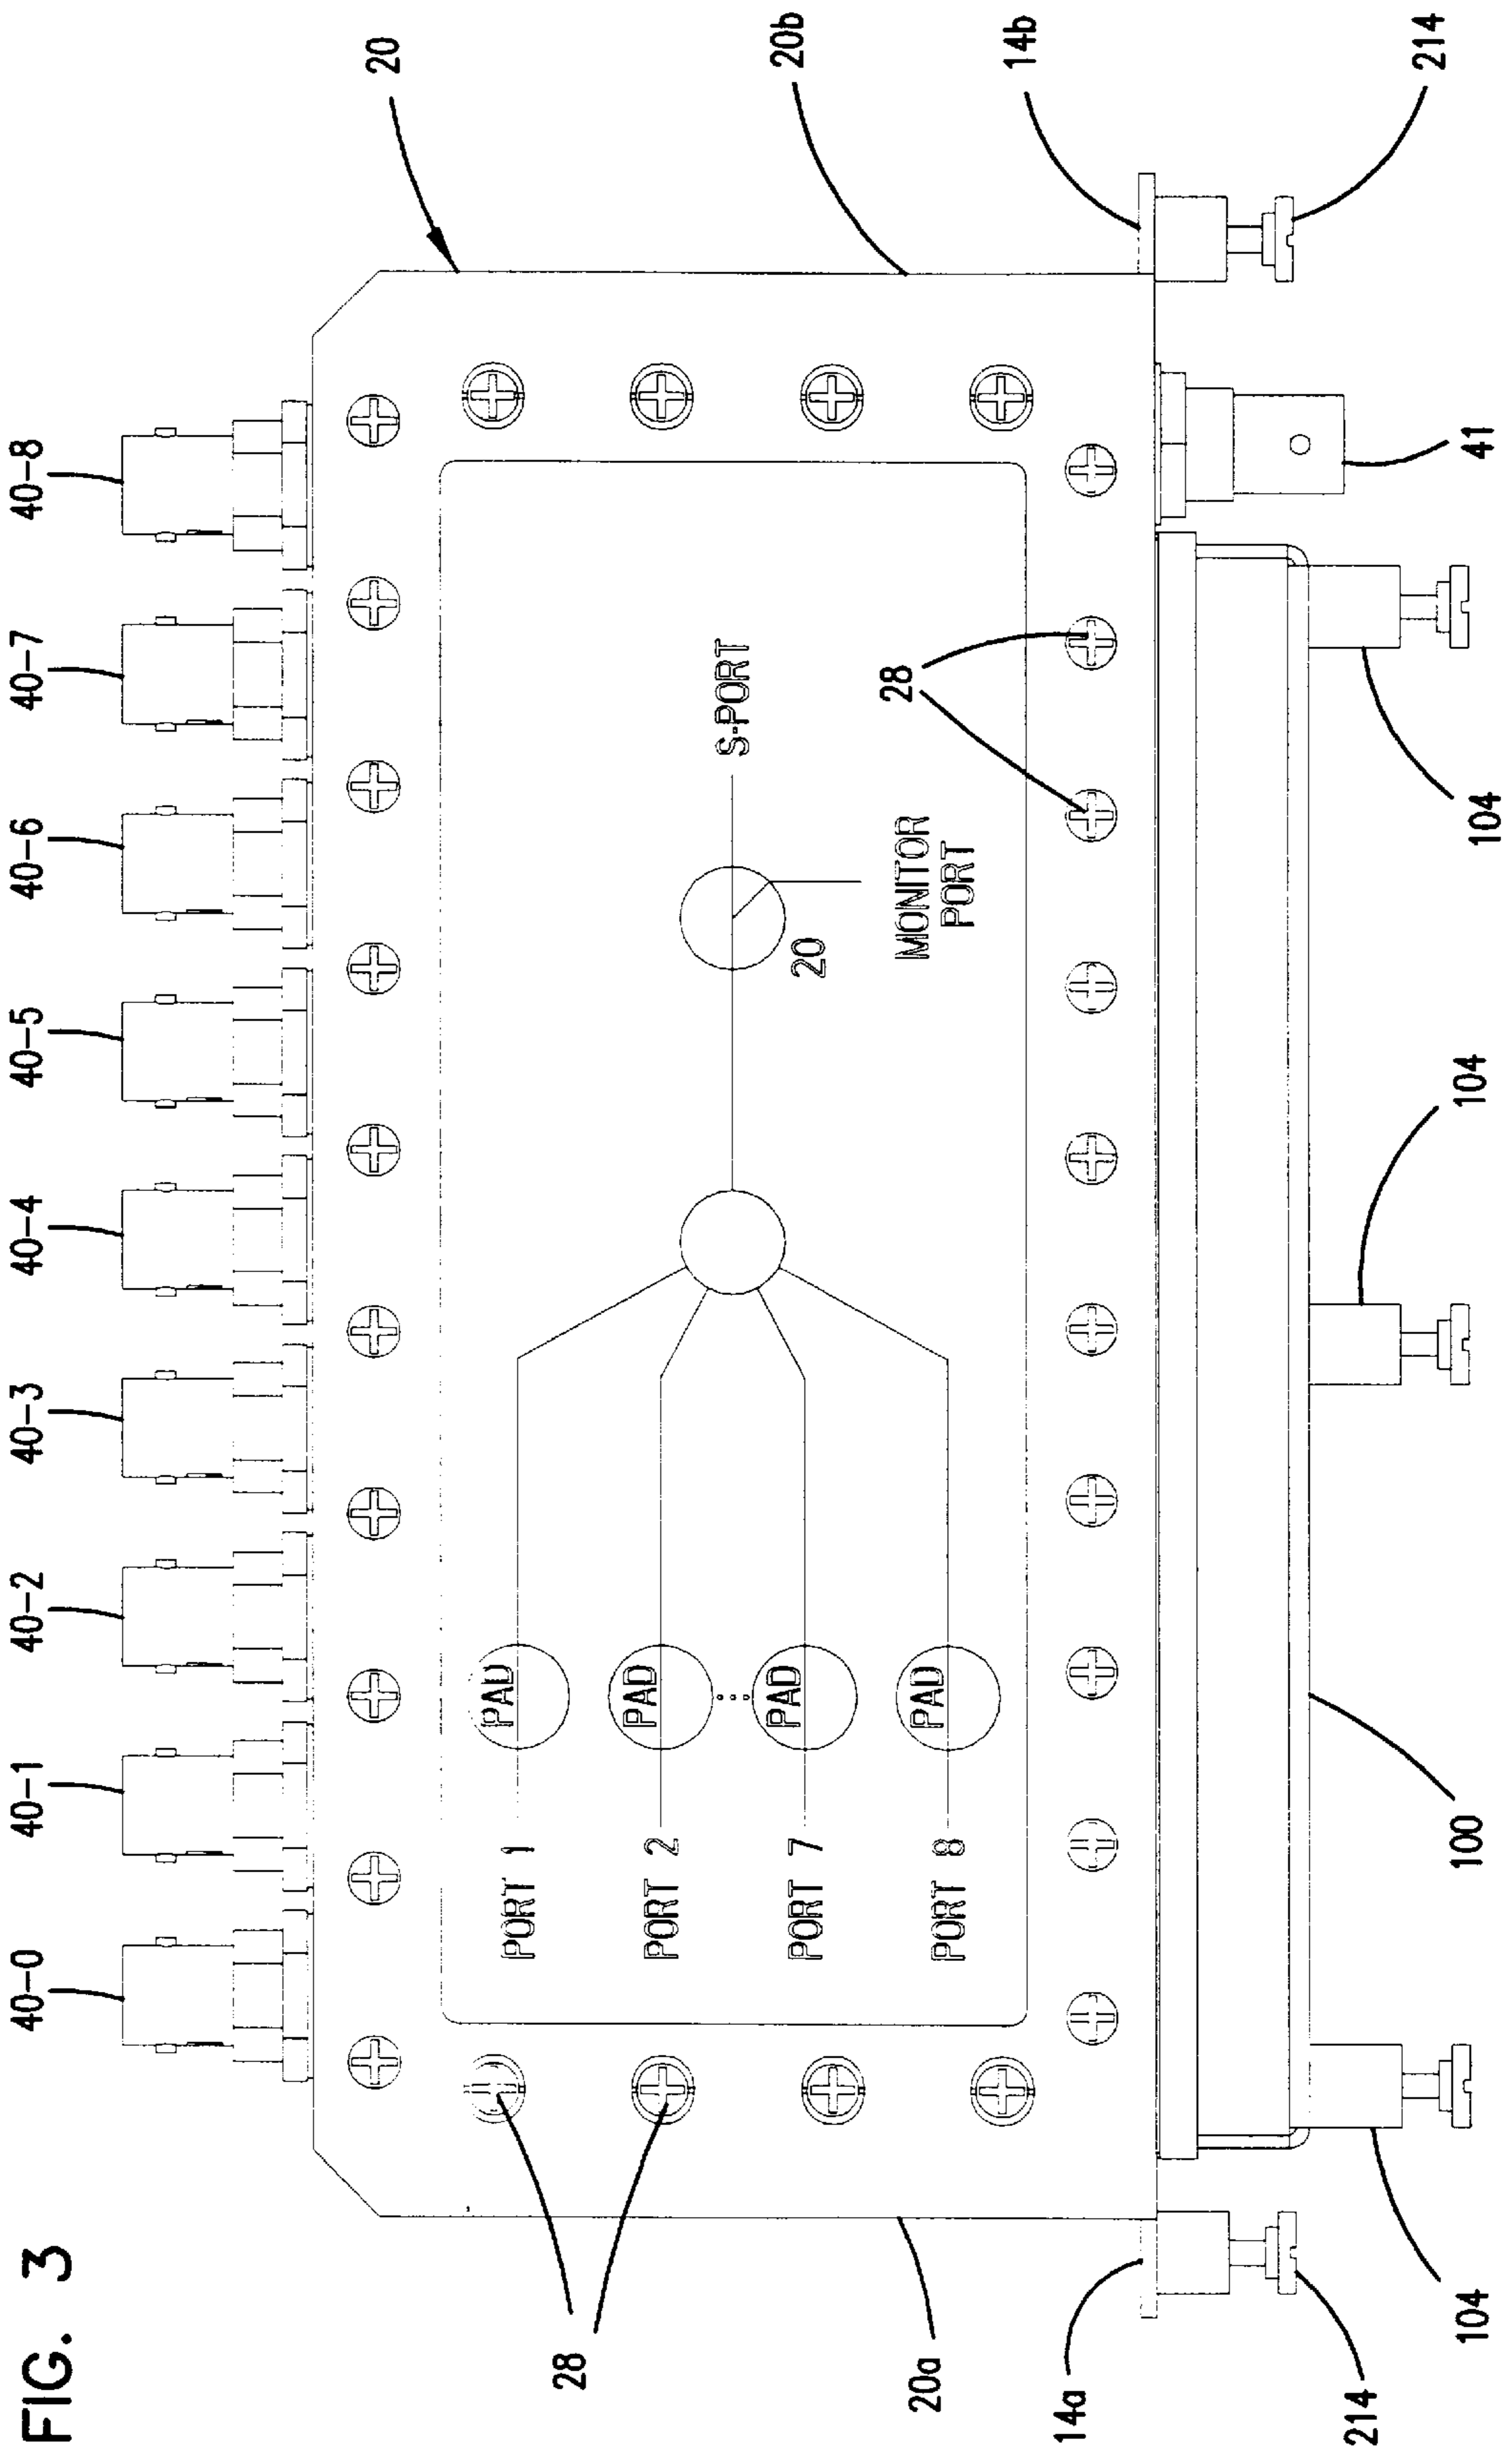 FIG. 3
40-0
40-1
40-2
40-3
40-4
40-5
40-6
40-7
40-8
20
28
20a
20b
PORT 1
PAD
PORT 2
PAD
PORT 7
PAD
PORT 8
PAD
S-PORT
20
MONITOR
PORT
28
14a
14b
214
214
41
104
104
104
100